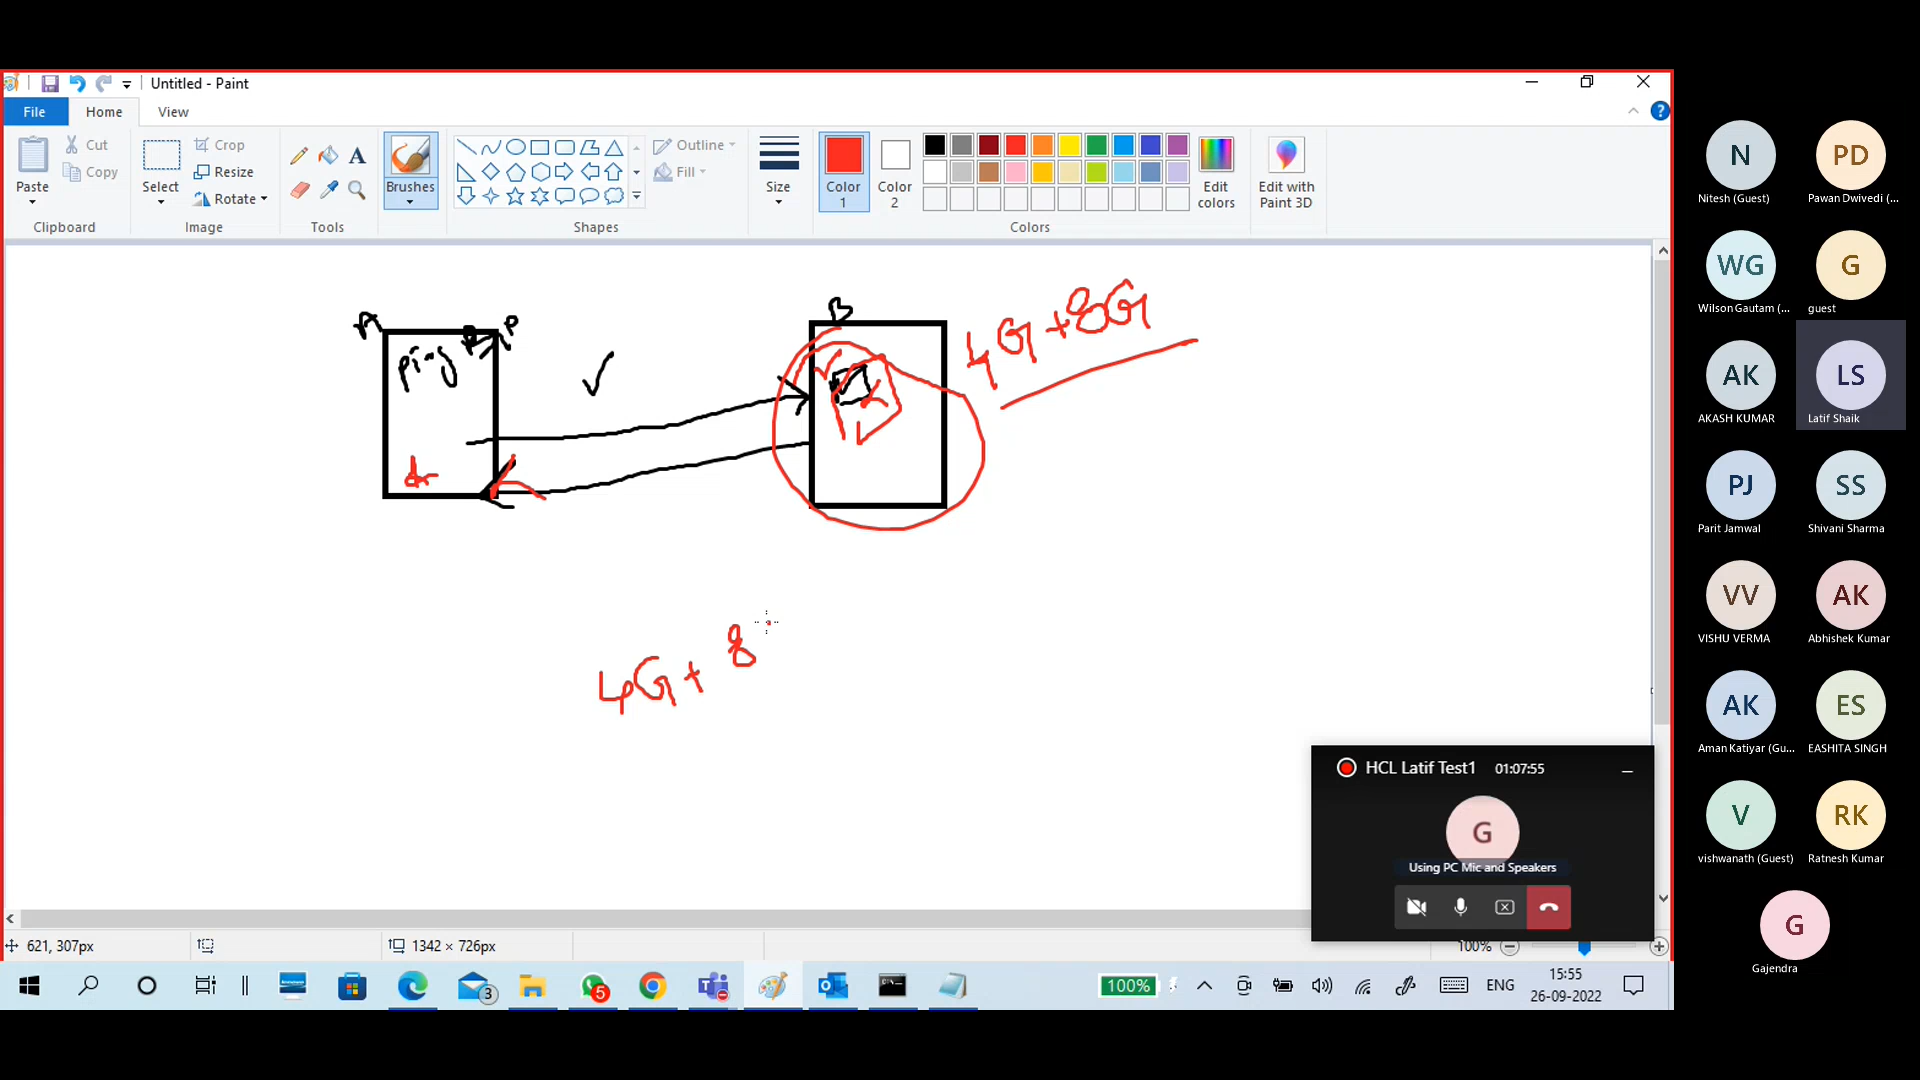 Untitled - Paint
File
Home
View
Paste
Cut
Copy
Clipboard
Select
Crop
Resize
Rotate
Image
Tools
Brushes
Shapes
Outline
Fill
Size
Color 1
Color 2
Edit colors
Edit with Paint 3D
Colors
A
P
B
ping
4G+8G
4G+ 8
HCL Latif Test1 01:07:55
G
Using PC Mic and Speakers
621, 307px
1342 × 726px
100%
3
5
100%
ENG
15:55
26-09-2022
N
Nitesh (Guest)
PD
Pawan Dwivedi (...
WG
Wilson Gautam (...
G
guest
AK
AKASH KUMAR
LS
Latif Shaik
PJ
Parit Jamwal
SS
Shivani Sharma
VV
VISHU VERMA
AK
Abhishek Kumar
AK
Aman Katiyar (Gu...
ES
EASHITA SINGH
V
vishwanath (Guest)
RK
Ratnesh Kumar
G
Gajendra